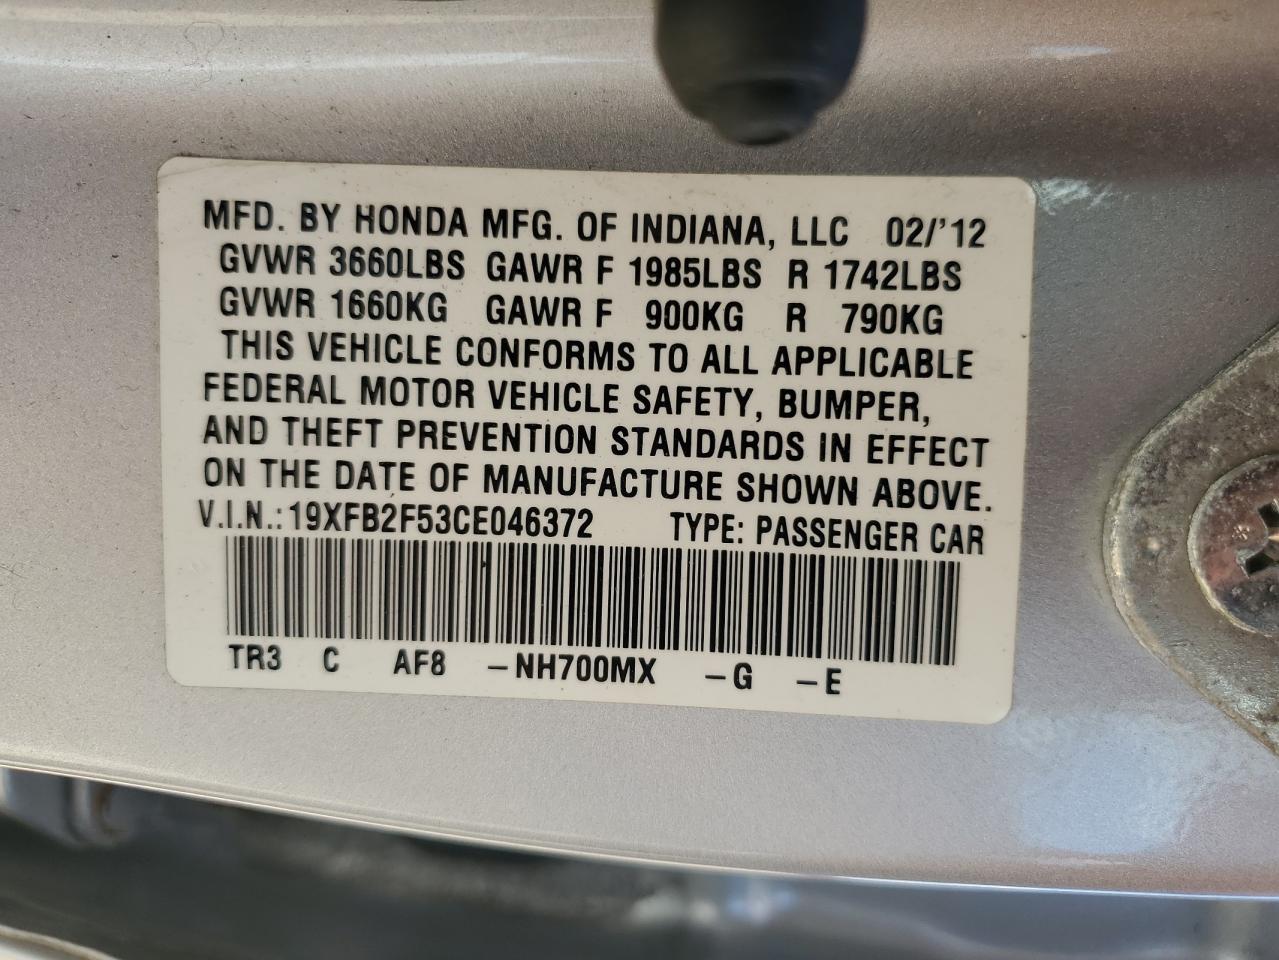 MFD. BY HONDA MFG. OF INDIANA, LLC 02/'12
GVWR 3660LBS GAWR F 1985LBS R 1742LBS
GVWR 1660KG GAWR F 900KG R 790KG
THIS VEHICLE CONFORMS TO ALL APPLICABLE
FEDERAL MOTOR VEHICLE SAFETY, BUMPER,
AND THEFT PREVENTION STANDARDS IN EFFECT
ON THE DATE OF MANUFACTURE SHOWN ABOVE.
V.I.N.: 19XFB2F53CE046372 TYPE: PASSENGER CAR
TR3 C AF8 –NH700MX –G –E